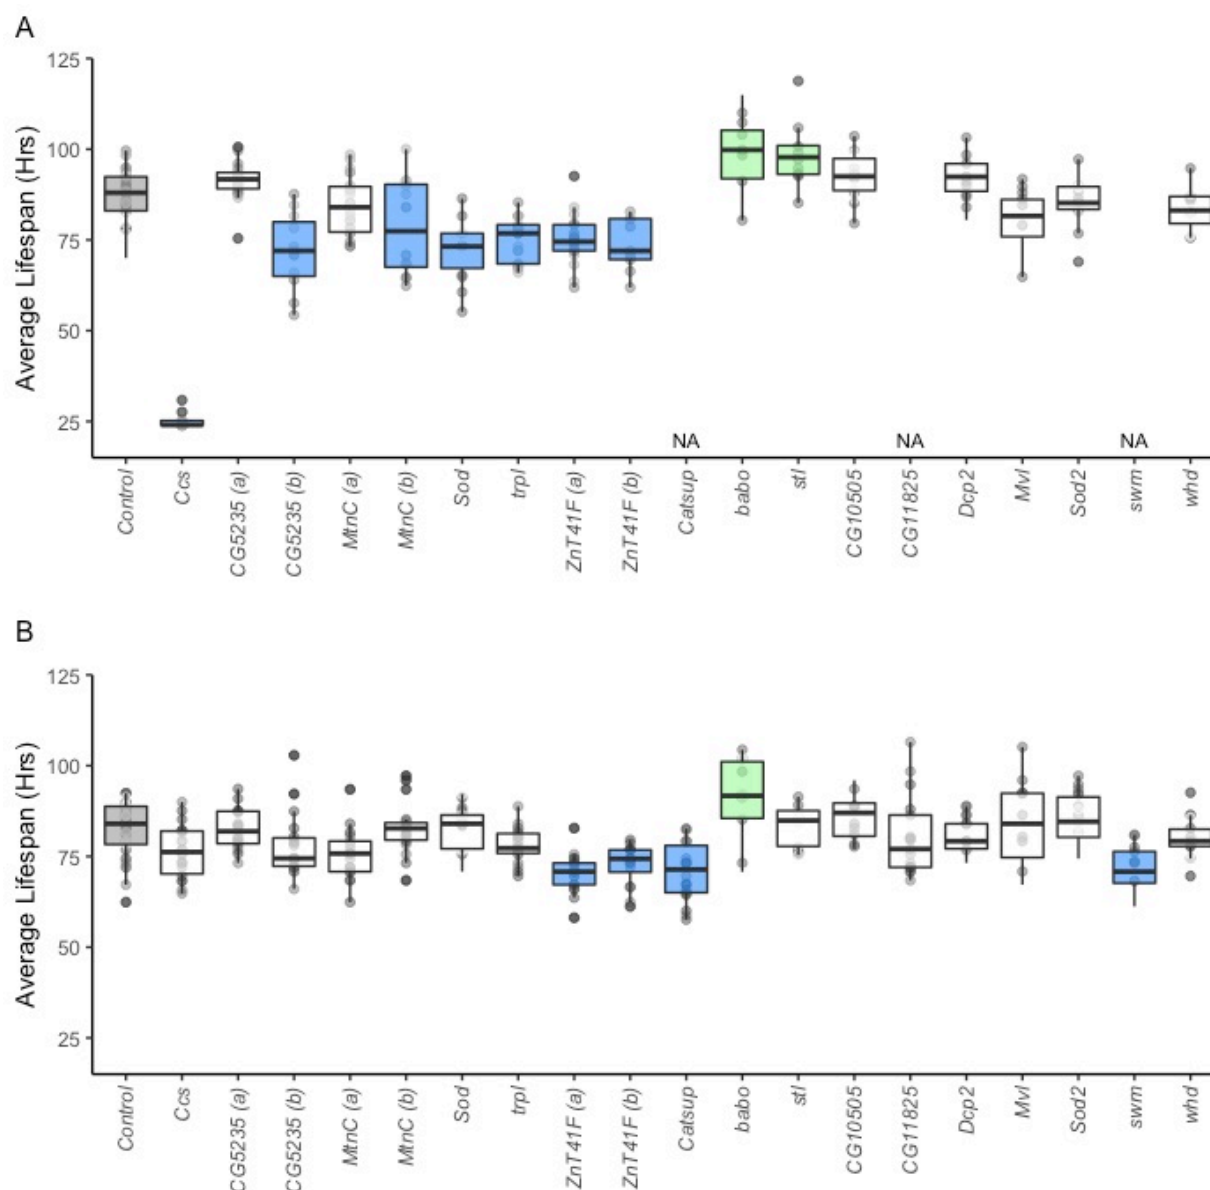 A
125
100
75
50
25
Average Lifespan (Hrs)
NA
NA
NA
Control
Ccs
CG5235 (a)
CG5235 (b)
MtnC (a)
MtnC (b)
Sod
trpl
ZnT41F (a)
ZnT41F (b)
Catsup
babo
stl
CG10505
CG11825
Dcp2
Mvl
Sod2
swm
whd
B
125
100
75
50
25
Average Lifespan (Hrs)
Control
Ccs
CG5235 (a)
CG5235 (b)
MtnC (a)
MtnC (b)
Sod
trpl
ZnT41F (a)
ZnT41F (b)
Catsup
babo
stl
CG10505
CG11825
Dcp2
Mvl
Sod2
swm
whd